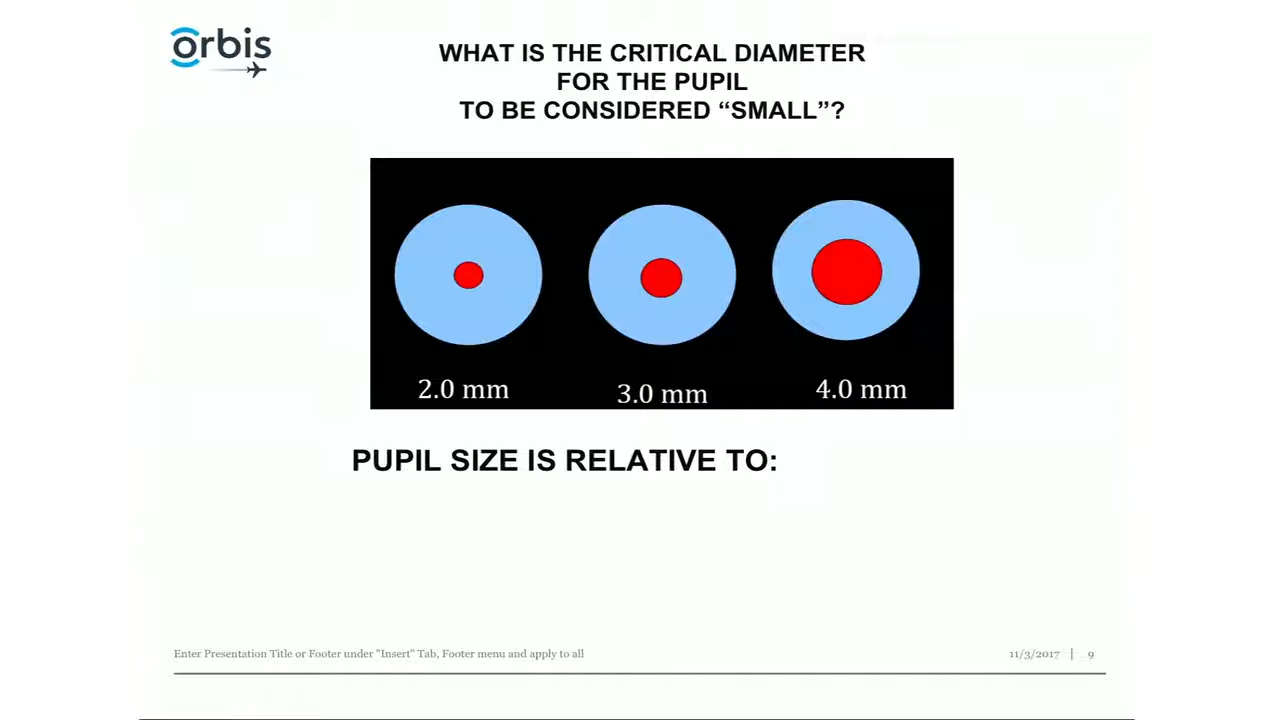 orbis
WHAT IS THE CRITICAL DIAMETER
FOR THE PUPIL
TO BE CONSIDERED “SMALL”?
2.0 mm
3.0 mm
4.0 mm
PUPIL SIZE IS RELATIVE TO:
Enter Presentation Title or Footer under "Insert" Tab, Footer menu and apply to all
11/3/2017 | 9